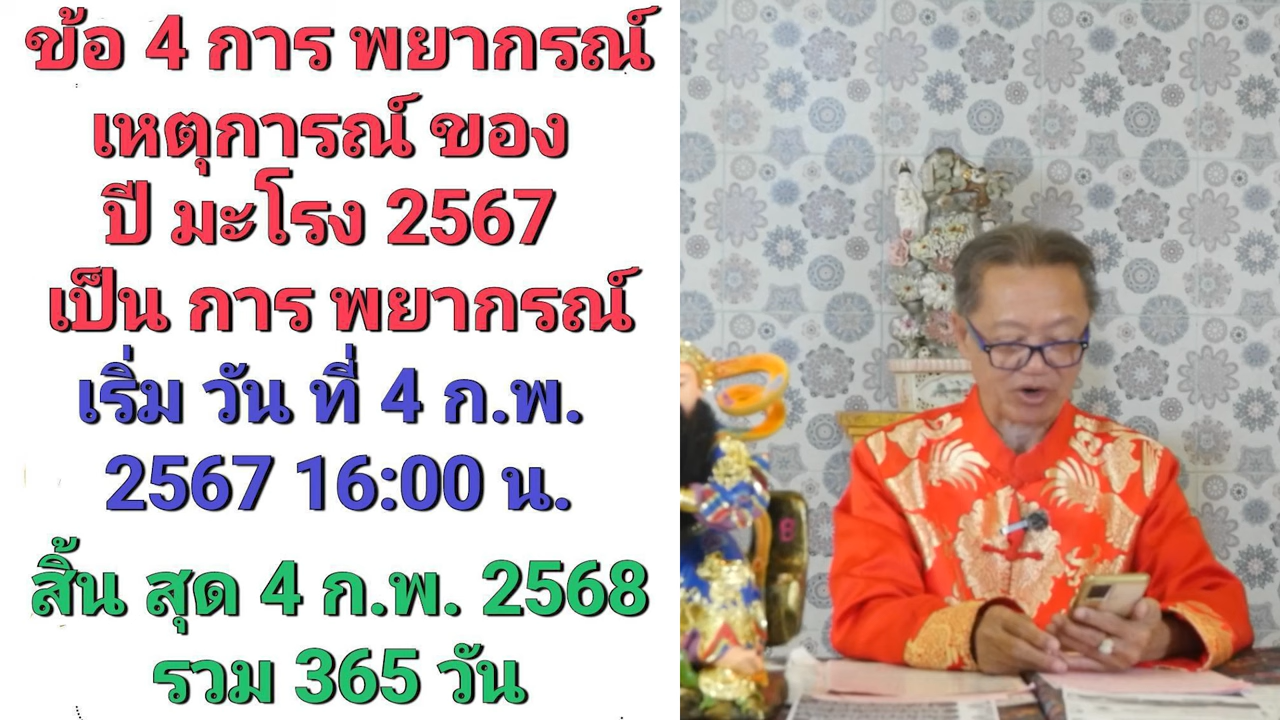 ข้อ 4 การ พยากรณ์
เหตุการณ์ ของ
ปี มะโรง 2567
เป็น การ พยากรณ์
เริ่ม วัน ที่ 4 ก.พ.
2567 16:00 น.
สิ้น สุด 4 ก.พ. 2568
รวม 365 วัน